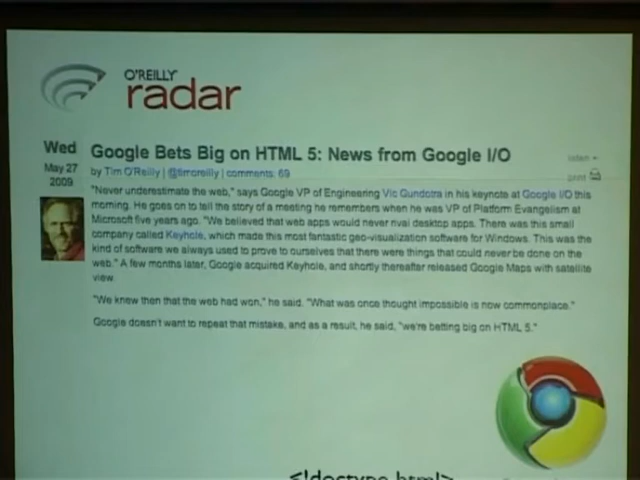 O'REILLY
radar
Wed
May 27
2009
Google Bets Big on HTML 5: News from Google I/O
listen
print
by Tim O'Reilly | @timoreilly | comments: 69
"Never underestimate the web," says Google VP of Engineering Vic Gundotra in his keynote at Google I/O this
morning. He goes on to tell the story of a meeting he remembers when he was VP of Platform Evangelism at
Microsoft five years ago. "We believed that web apps would never rival desktop apps. There was this small
company called Keyhole, which made this most fantastic geo-visualization software for Windows. This was the
kind of software we always used to prove to ourselves that there were things that could never be done on the
web." A few months later, Google acquired Keyhole, and shortly thereafter released Google Maps with satellite
view.
"We knew then that the web had won," he said. "What was once thought impossible is now commonplace."
Google doesn't want to repeat that mistake, and as a result, he said, "we're betting big on HTML 5."
<!doctype html>